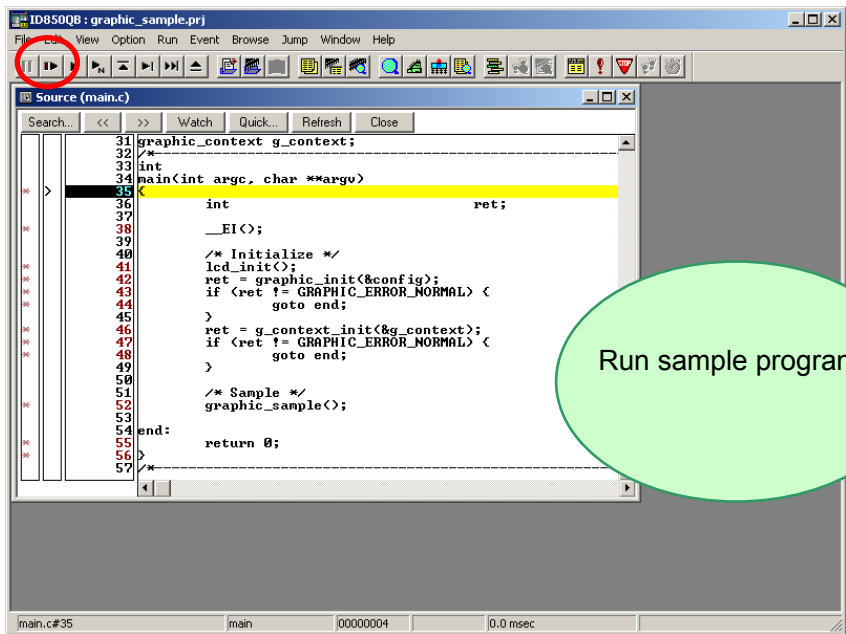 ID850QB : graphic_sample.prj
File Edit View Option Run Event Browse Jump Window Help
Source (main.c)
Search... << >> Watch Quick... Refresh Close
31 graphic_context g_context;
32 /*
33 int
34 main(int argc, char **argv)
* > 35 {
36 int ret;
37
* 38 __EI();
39
40 /* Initialize */
* 41 lcd_init();
* 42 ret = graphic_init(&config);
* 43 if (ret != GRAPHIC_ERROR_NORMAL) {
* 44 goto end;
45 }
* 46 ret = g_context_init(&g_context);
* 47 if (ret != GRAPHIC_ERROR_NORMAL) {
* 48 goto end;
49 }
50
51 /* Sample */
* 52 graphic_sample();
53
54 end:
* 55 return 0;
* 56 }
57 /*
Run sample program
main.c#35 main 00000004 0.0 msec